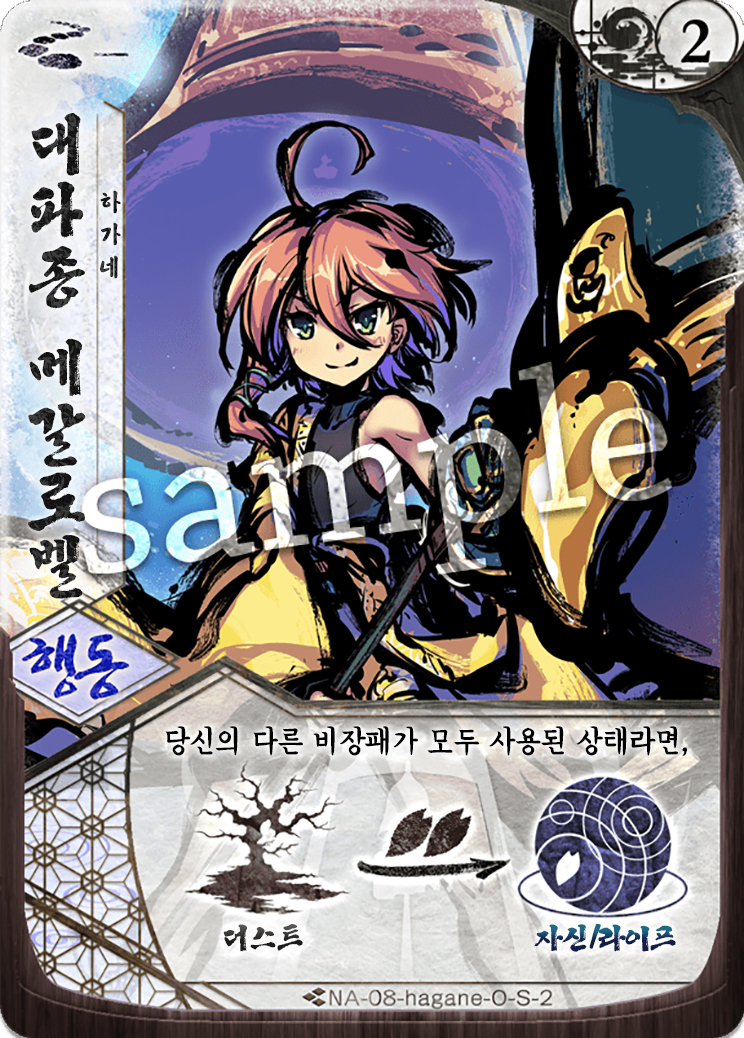 2
대파종 메갈로벨
하가네
sample
행동
당신의 다른 비장패가 모두 사용된 상태라면,
더스트
자신/라이프
NA-08-hagane-O-S-2